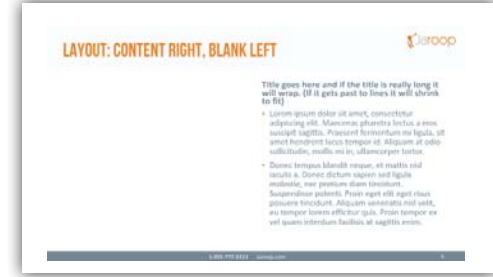 LAYOUT: CONTENT RIGHT, BLANK LEFT
Jaroop
Title goes here and if the title is really long it
will wrap. (If it gets past to lines it will shrink
to fit)
• Lorem ipsum dolor sit amet, consectetur
adipiscing elit. Maecenas pharetra lectus a eros
suscipit sagittis. Praesent fermentum mi ligula, sit
amet hendrerit lacus tempor id. Aliquam at odio
sollicitudin, mollis mi in, ullamcorper tortor.
• Donec tempus blandit neque, et mattis nisl
iaculis a. Donec dictum sapien sed ligula
molestie, nec pretium diam tincidunt.
Suspendisse potenti. Proin eget elit eget risus
posuere tincidunt. Aliquam venenatis nisl velit,
eu tempor lorem efficitur quis. Proin tempor ex
vel quam interdum facilisis at sagittis enim.